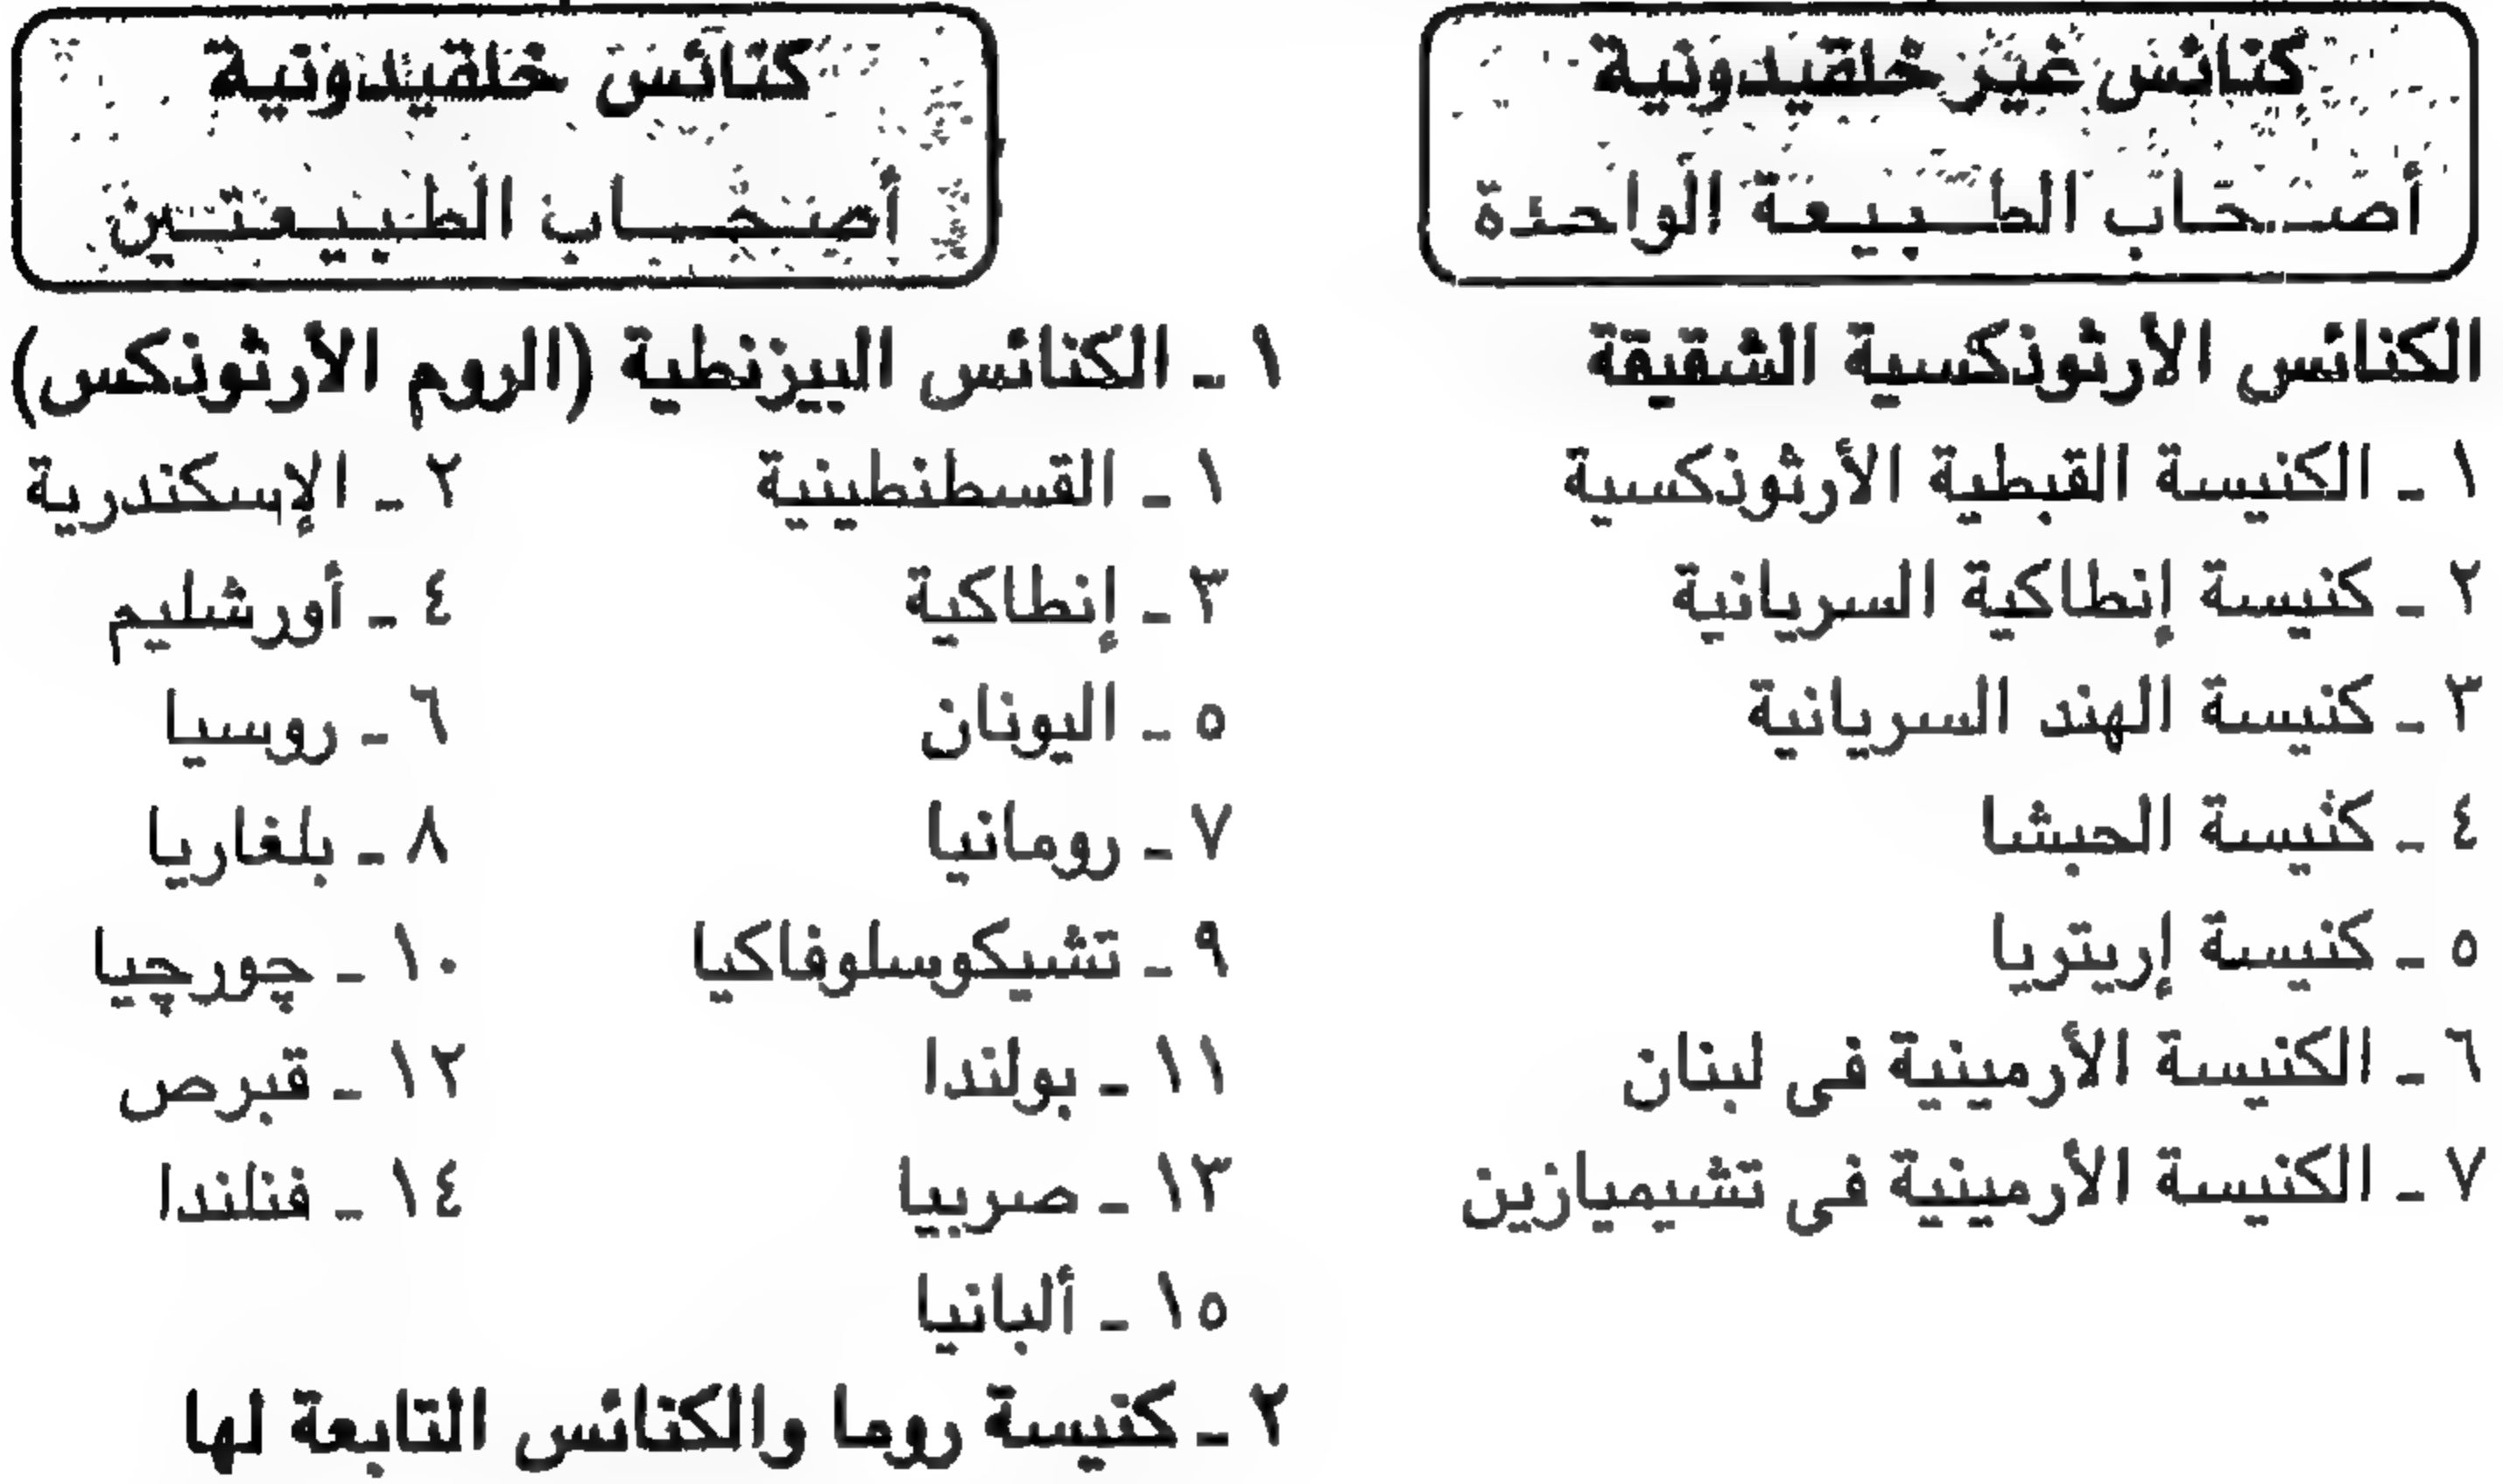 كنائس غير خلقيدونية
أصحاب الطبيعة الواحدة
الكنائس الأرثوذكسية الشقيقة
١ ـ الكنيسة القبطية الأرثوذكسية
٢ ـ كنيسة إنطاكية السريانية
٣ ـ كنيسة الهند السريانية
٤ ـ كنيسة الحبشا
٥ ـ كنيسة إريتريا
٦ ـ الكنيسة الأرمينية فى لبنان
٧ ـ الكنيسة الأرمينية فى تشيميازين
كنائس خلقيدونية
أصحاب الطبيعتين
١ ـ الكنائس البيزنطية (الروم الأرثوذكس)
١ ـ القسطنطينية ٢ ـ الإسكندرية
٣ ـ إنطاكية ٤ ـ أورشليم
٥ ـ اليونان ٦ ـ روسيا
٧ ـ رومانيا ٨ ـ بلغاريا
٩ ـ تشيكوسلوفاكيا ١٠ ـ چورچيا
١١ ـ بولندا ١٢ ـ قبرص
١٣ ـ صربيا ١٤ ـ فنلندا
١٥ ـ ألبانيا
٢ ـ كنيسة روما والكنائس التابعة لها